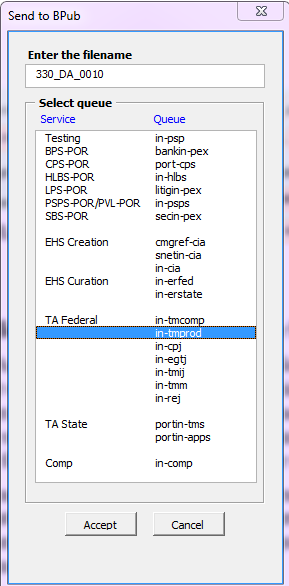 Send to BPub
Enter the filename
330_DA_0010
Select queue
Service Queue
Testing in-psp
BPS-POR bankin-pex
CPS-POR port-cps
HLBS-POR in-hlbs
LPS-POR litigin-pex
PSPS-POR/PVL-POR in-psps
SBS-POR secin-pex
EHS Creation cmgref-cia
snetin-cia
in-cia
EHS Curation in-erfed
in-erstate
TA Federal in-tmcomp
in-tmprod
in-cpj
in-egtj
in-tmij
in-tmm
in-rej
TA State portin-tms
portin-apps
Comp in-comp
Accept Cancel